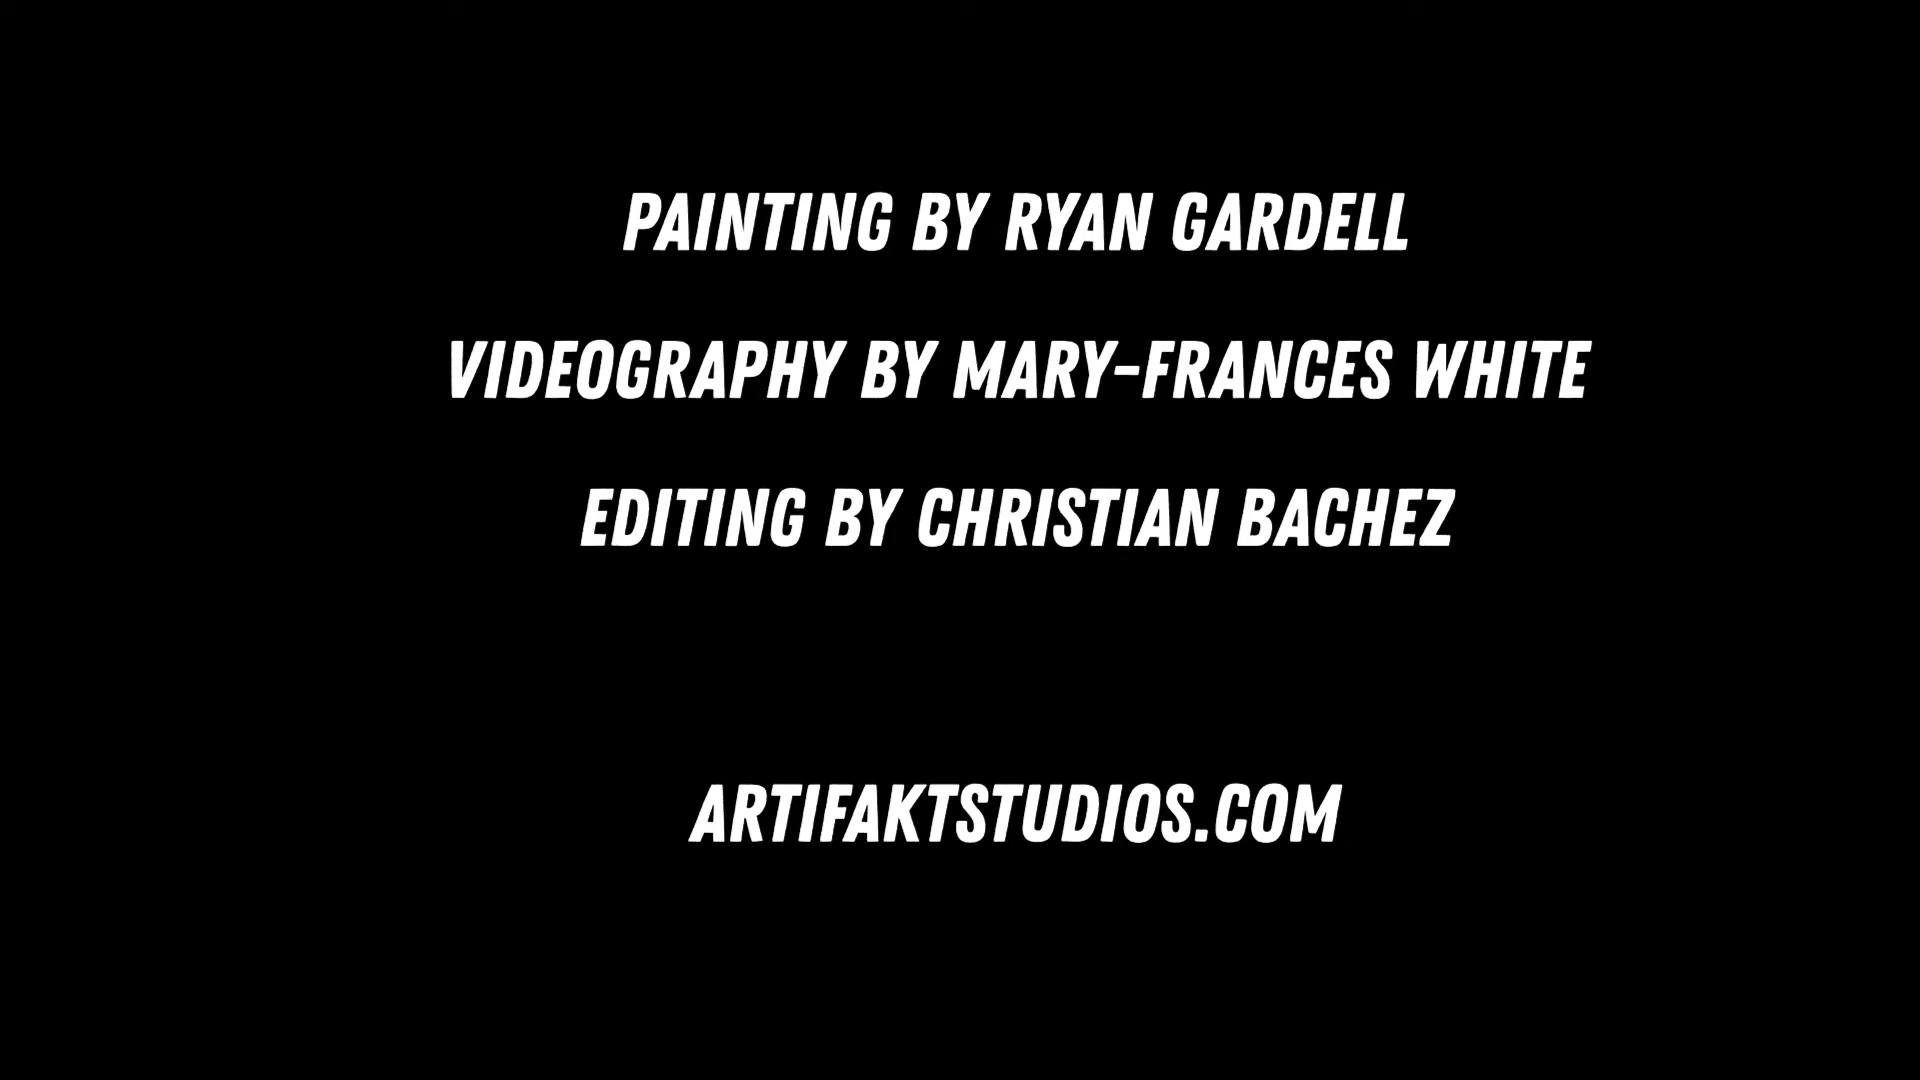 PAINTING BY RYAN GARDELL
VIDEOGRAPHY BY MARY-FRANCES WHITE
EDITING BY CHRISTIAN BACHEZ
ARTIFAKTSTUDIOS.COM